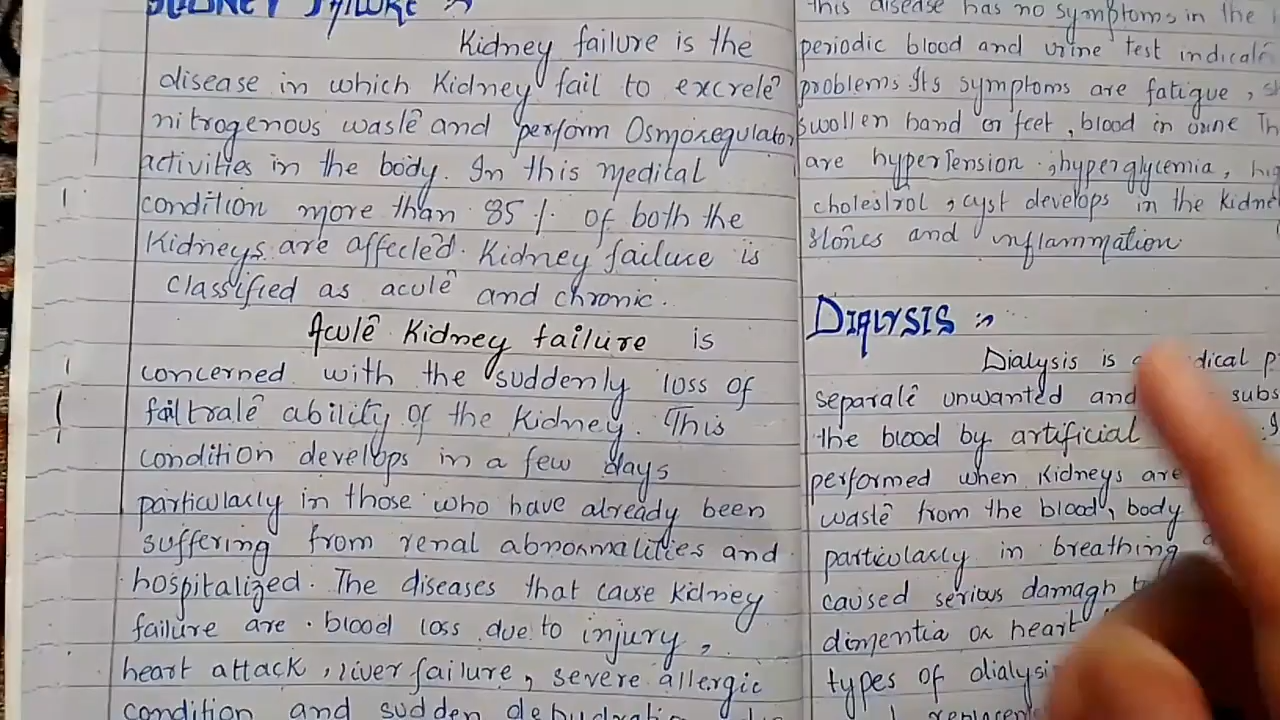 KIDNEY FAILURE :~
Kidney failure is the
disease in which Kidney fail to excrete
nitrogenous waste and perform Osmoregulator
activities in the body. In this medital
condition more than 85 % of both the
Kidneys are affected. Kidney failure is
classified as acute and chronic.
Acute Kidney failure is
concerned with the suddenly loss of
failtrate ability of the Kidney. This
condition develops in a few days
particularly in those who have already been
suffering from renal abnormalities and
hospitalized. The diseases that cause Kidney
failure are . blood loss due to injury,
heart attack, liver failure, severe allergic
condition and sudden
this disease has no symptoms in the
periodic blood and urine test indicate
problems. Its symptoms are fatigue,
swollen hand or feet, blood in urine
are hypertension, hyperglycemia,
cholestrol, cyst develops in the
stones and inflammation
DIALYSIS :~
Dialysis is
separate unwanted and
the blood by artificial
performed when Kidneys are
waste from the blood, body
particularly in breathing
caused serious damagh
dimentia or heart
types of